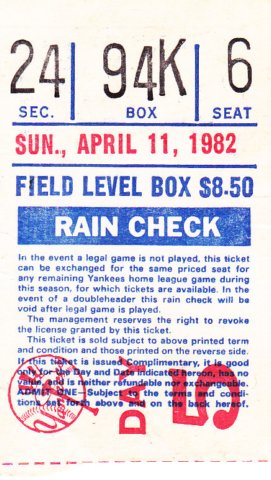 24 94K 6
SEC. BOX SEAT
SUN., APRIL 11, 1982
FIELD LEVEL BOX $8.50
RAIN CHECK
In the event a legal game is not played, this ticket
can be exchanged for the same priced seat for
any remaining Yankees home league game during
this season, for which tickets are available. In the
event of a doubleheader this rain check will be
void after legal game is played.
The management reserves the right to revoke
the license granted by this ticket.
This ticket is sold subject to above printed term
and condition and those printed on the reverse side.
If this ticket is issued Complimentary, it is good
only for the Day and Date indicated hereon, has no
value, and is neither refundable nor exchangeable.
ADMIT ONE—Subject to the terms and condi-
tions set forth above and on the back hereof.
DAY